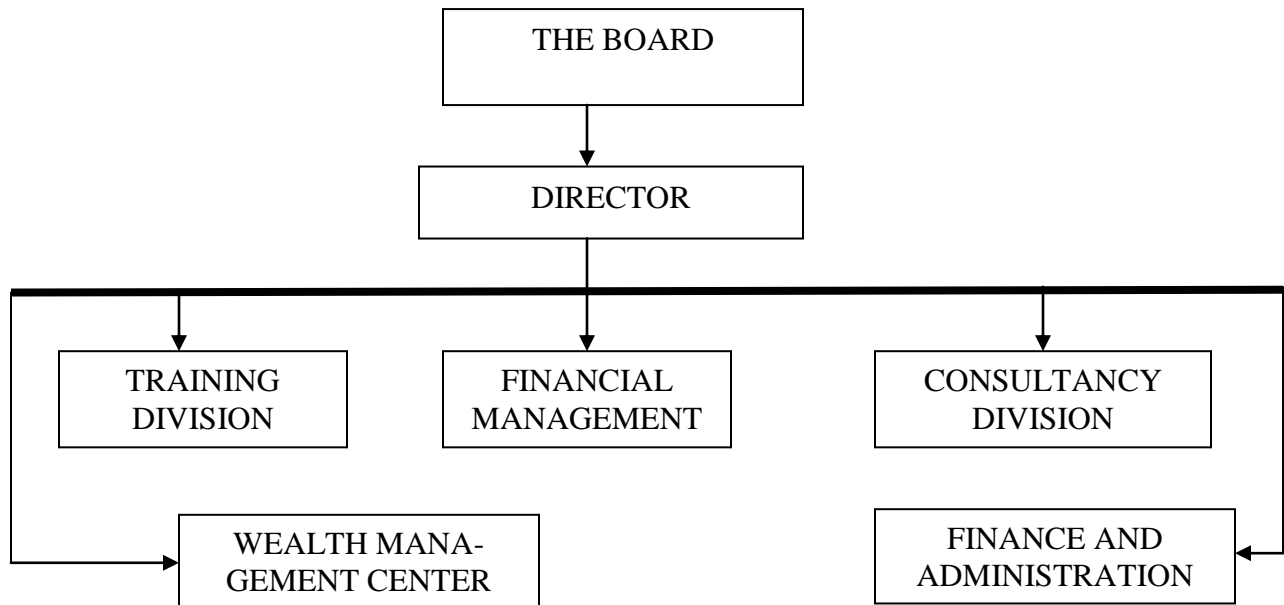 THE BOARD
DIRECTOR
TRAINING
DIVISION
FINANCIAL
MANAGEMENT
CONSULTANCY
DIVISION
WEALTH MANA-
GEMENT CENTER
FINANCE AND
ADMINISTRATION